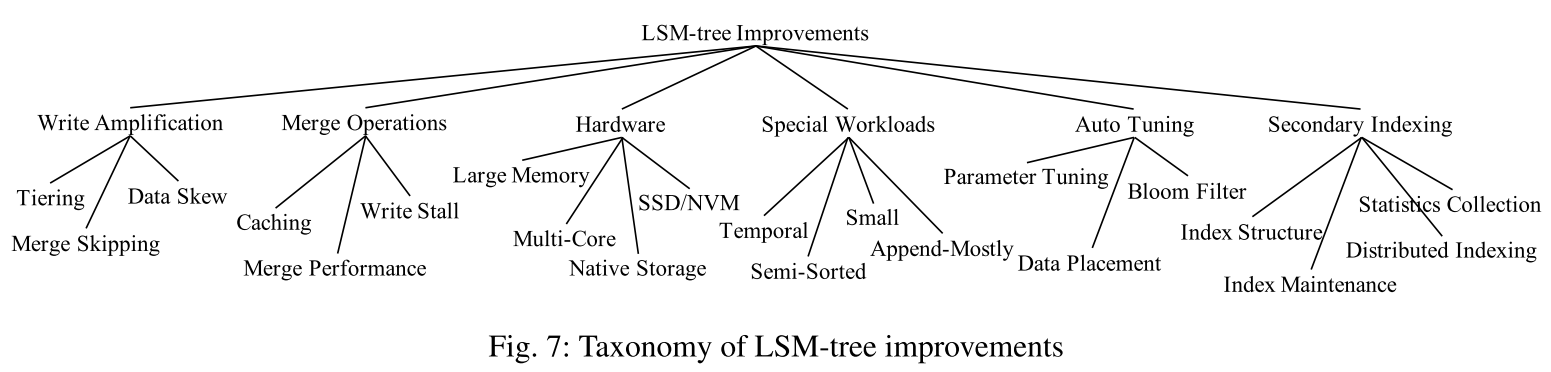 LSM-tree Improvements
Write Amplification
Tiering
Merge Skipping
Data Skew
Merge Operations
Caching
Merge Performance
Write Stall
Hardware
Large Memory
Multi-Core
Native Storage
SSD/NVM
Special Workloads
Temporal
Semi-Sorted
Small
Append-Mostly
Auto Tuning
Parameter Tuning
Data Placement
Bloom Filter
Secondary Indexing
Index Structure
Index Maintenance
Distributed Indexing
Statistics Collection
Fig. 7: Taxonomy of LSM-tree improvements